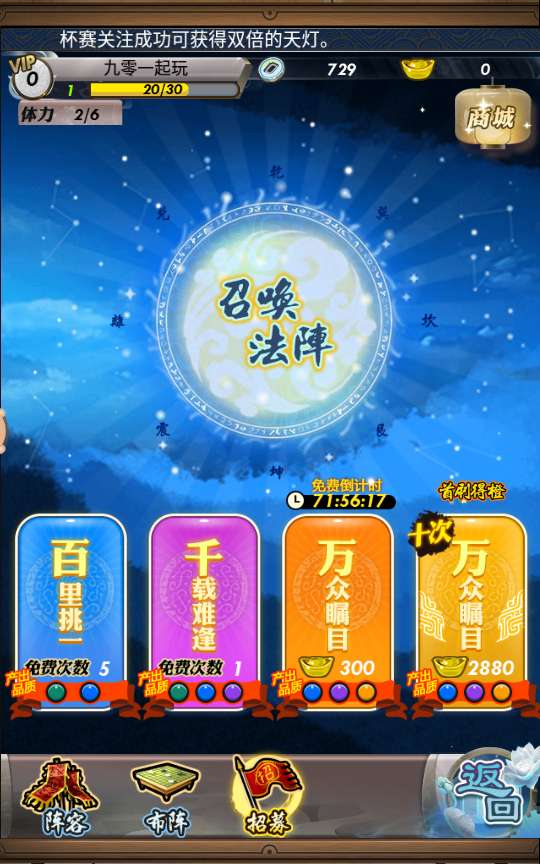 杯赛关注成功可获得双倍的天灯。
VIP 0
九零一起玩
729
0
1
20/30
体力 2/6
商城
乾
兑
巽
離
坎
震
艮
坤
召唤
法陣
免费倒计时
71:56:17
首刷得橙
百里挑一
免费次数 5
产出品质
千载难逢
免费次数 1
产出品质
万众瞩目
300
产出品质
十次
万众瞩目
2880
产出品质
阵容
布阵
招
招募
返回